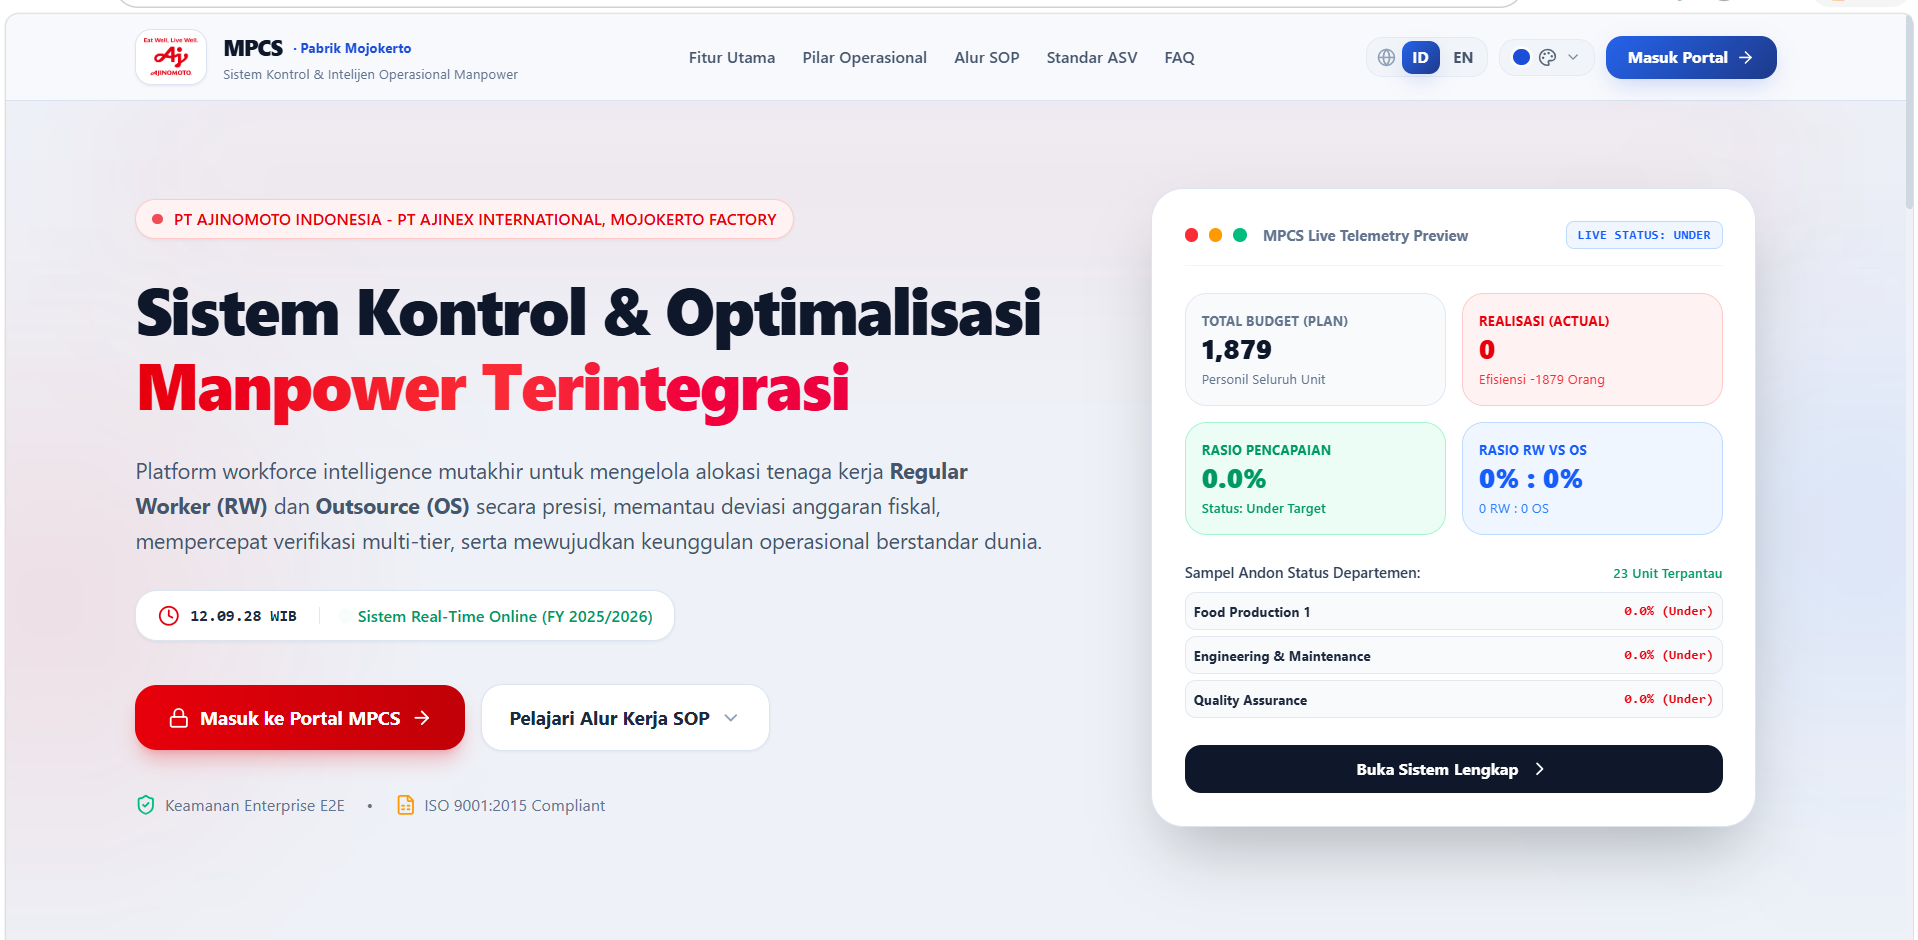 Eat Well, Live Well.
AJINOMOTO
MPCS · Pabrik Mojokerto
Sistem Kontrol & Intelijen Operasional Manpower
Fitur Utama
Pilar Operasional
Alur SOP
Standar ASV
FAQ
ID
EN
Masuk Portal
PT AJINOMOTO INDONESIA - PT AJINEX INTERNATIONAL, MOJOKERTO FACTORY
Sistem Kontrol & Optimalisasi
Manpower Terintegrasi
Platform workforce intelligence mutakhir untuk mengelola alokasi tenaga kerja Regular
Worker (RW) dan Outsource (OS) secara presisi, memantau deviasi anggaran fiskal,
mempercepat verifikasi multi-tier, serta mewujudkan keunggulan operasional berstandar dunia.
12.09.28 WIB
Sistem Real-Time Online (FY 2025/2026)
Masuk ke Portal MPCS
Pelajari Alur Kerja SOP
Keamanan Enterprise E2E • ISO 9001:2015 Compliant
MPCS Live Telemetry Preview
LIVE STATUS: UNDER
TOTAL BUDGET (PLAN)
1,879
Personil Seluruh Unit
REALISASI (ACTUAL)
0
Efisiensi -1879 Orang
RASIO PENCAPAIAN
0.0%
Status: Under Target
RASIO RW VS OS
0% : 0%
0 RW : 0 OS
Sampel Andon Status Departemen:
23 Unit Terpantau
Food Production 1
0.0% (Under)
Engineering & Maintenance
0.0% (Under)
Quality Assurance
0.0% (Under)
Buka Sistem Lengkap